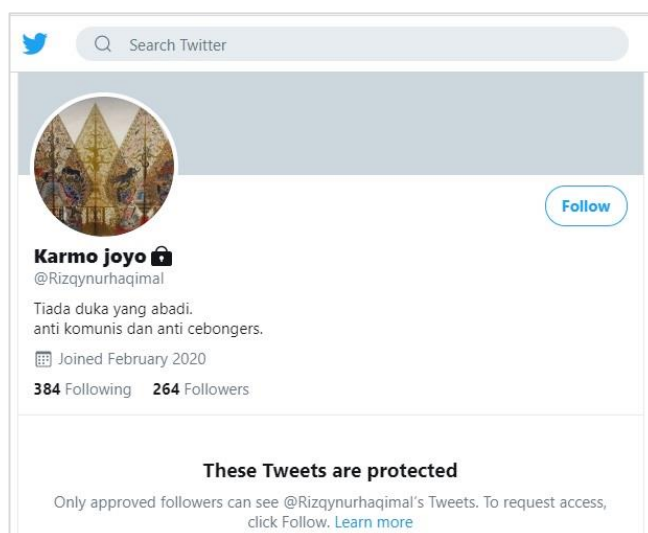 Search Twitter
Follow
Karmo joyo
@Rizqynurhaqimal
Tiada duka yang abadi.
anti komunis dan anti cebongers.
Joined February 2020
384 Following 264 Followers
These Tweets are protected
Only approved followers can see @Rizqynurhaqimal's Tweets. To request access,
click Follow. Learn more